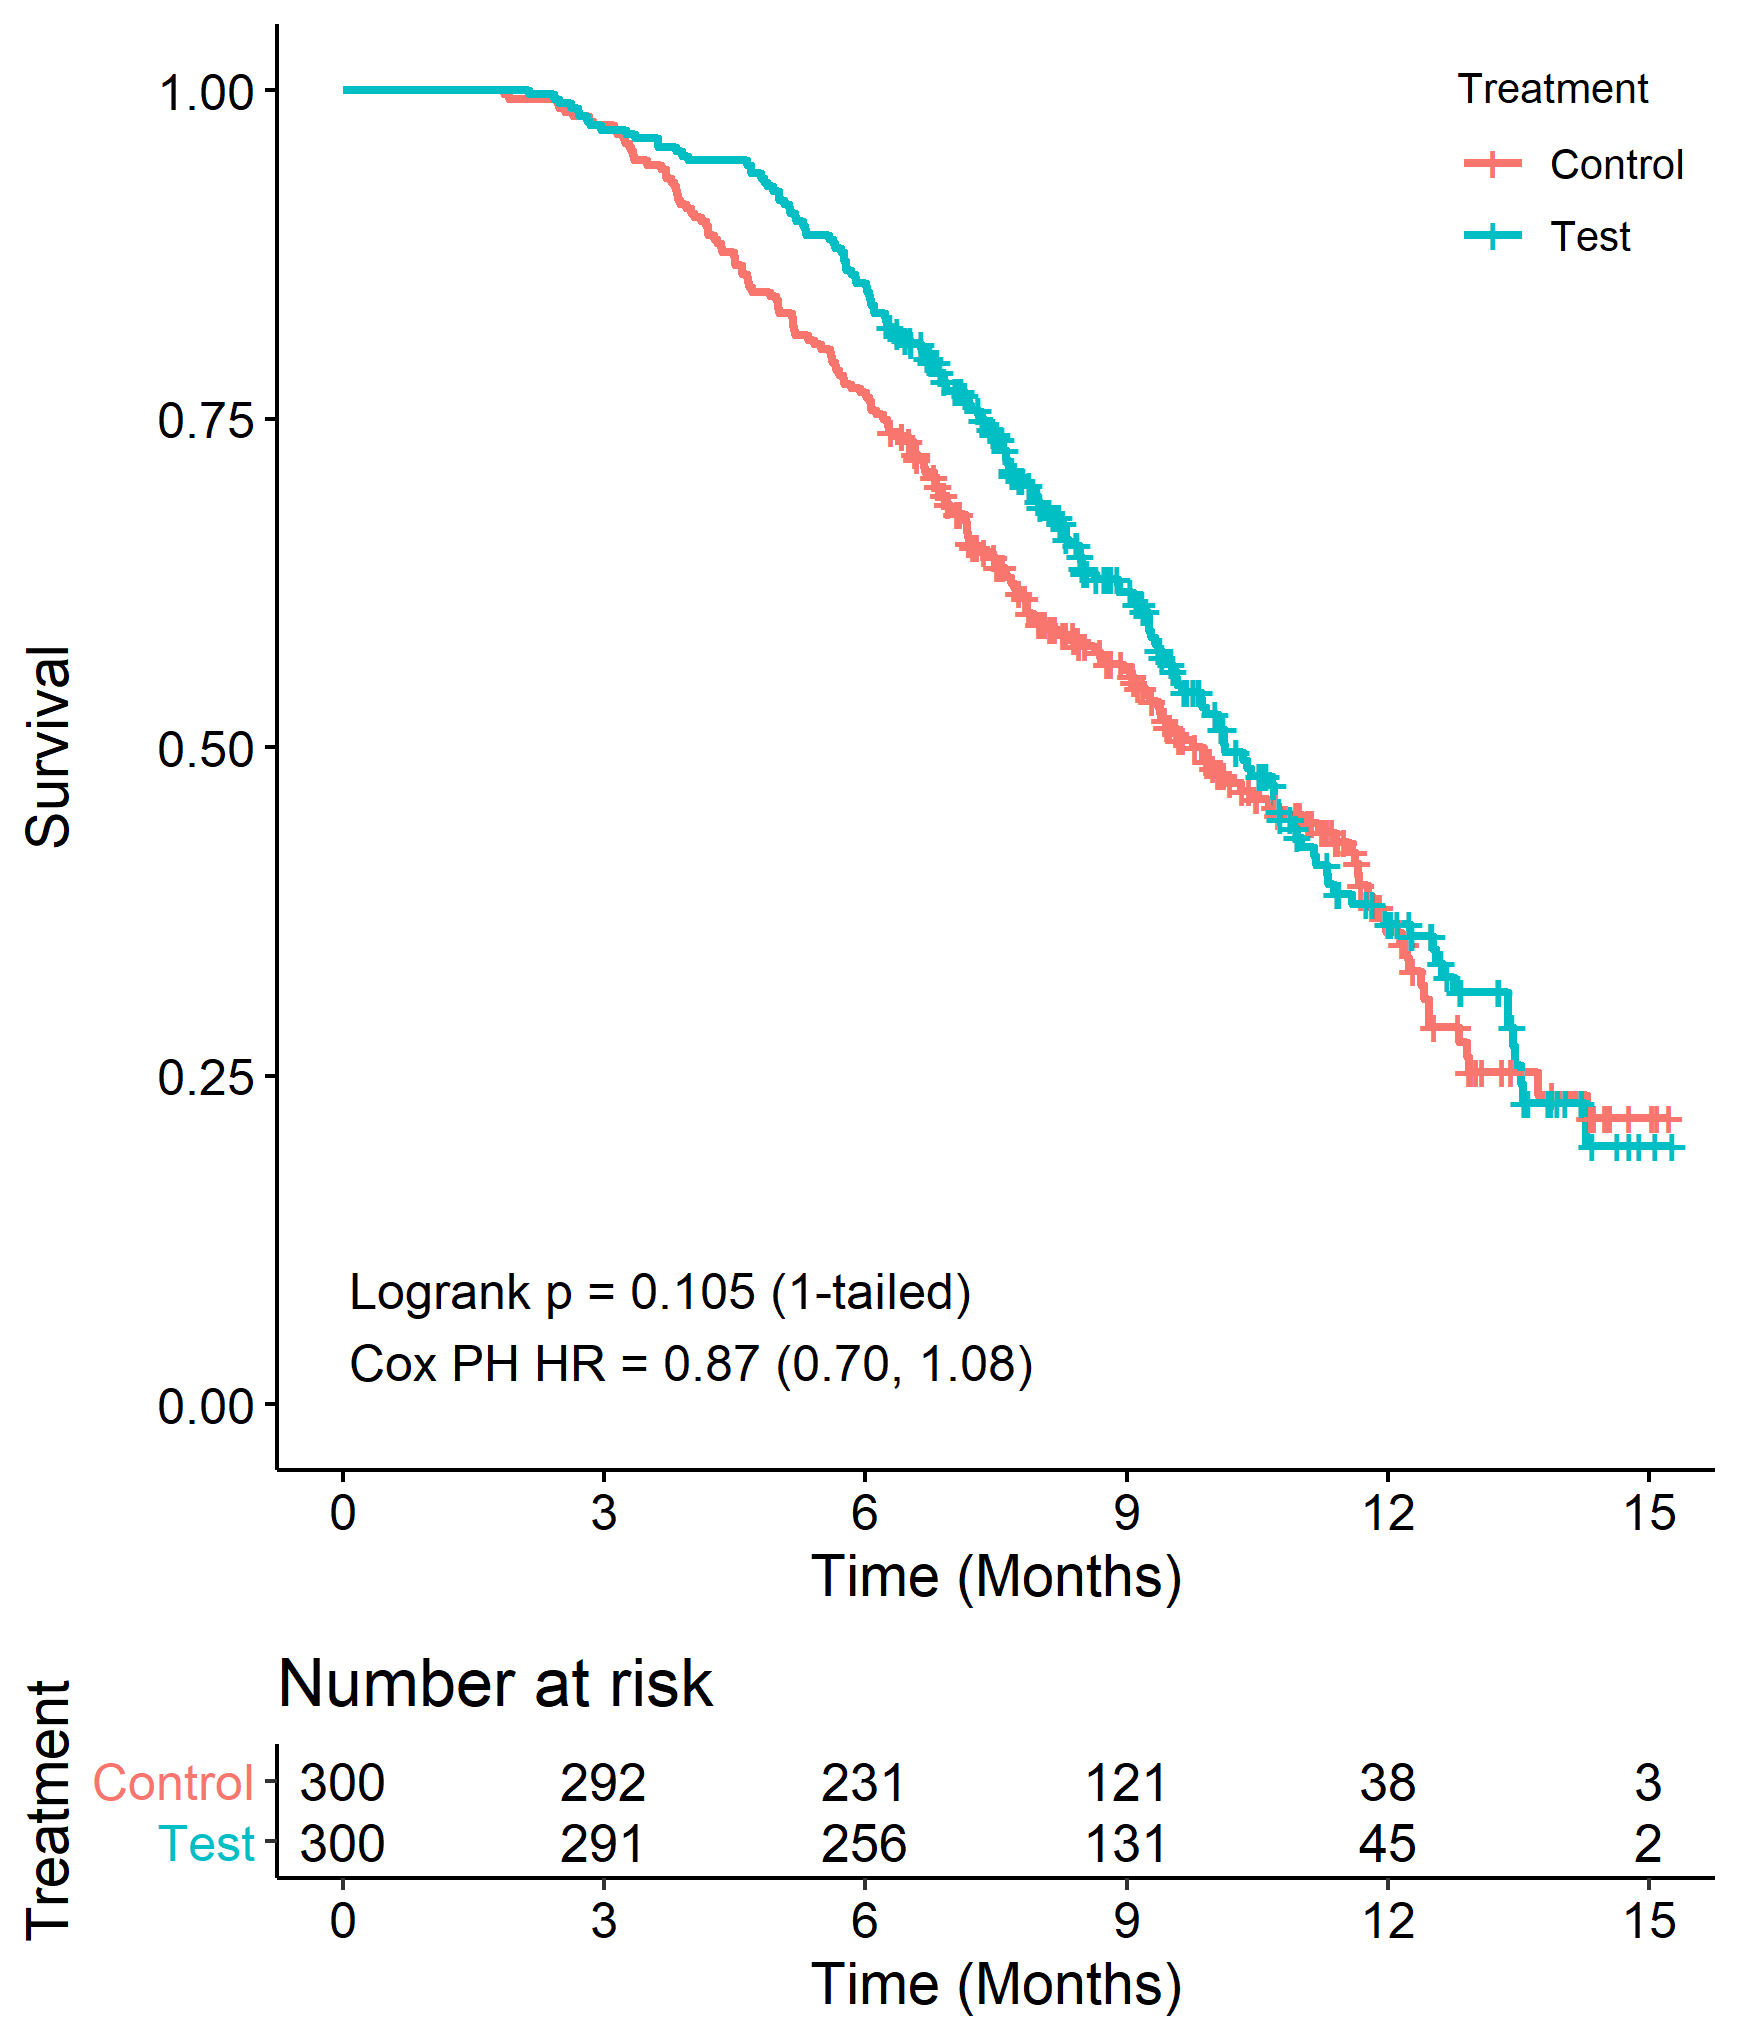 Treatment
Control
Test
1.00
0.75
0.50
0.25
0.00
Survival
Logrank p = 0.105 (1-tailed)
Cox PH HR = 0.87 (0.70, 1.08)
0 3 6 9 12 15
Time (Months)
Number at risk
Treatment
Control 300 292 231 121 38 3
Test 300 291 256 131 45 2
0 3 6 9 12 15
Time (Months)